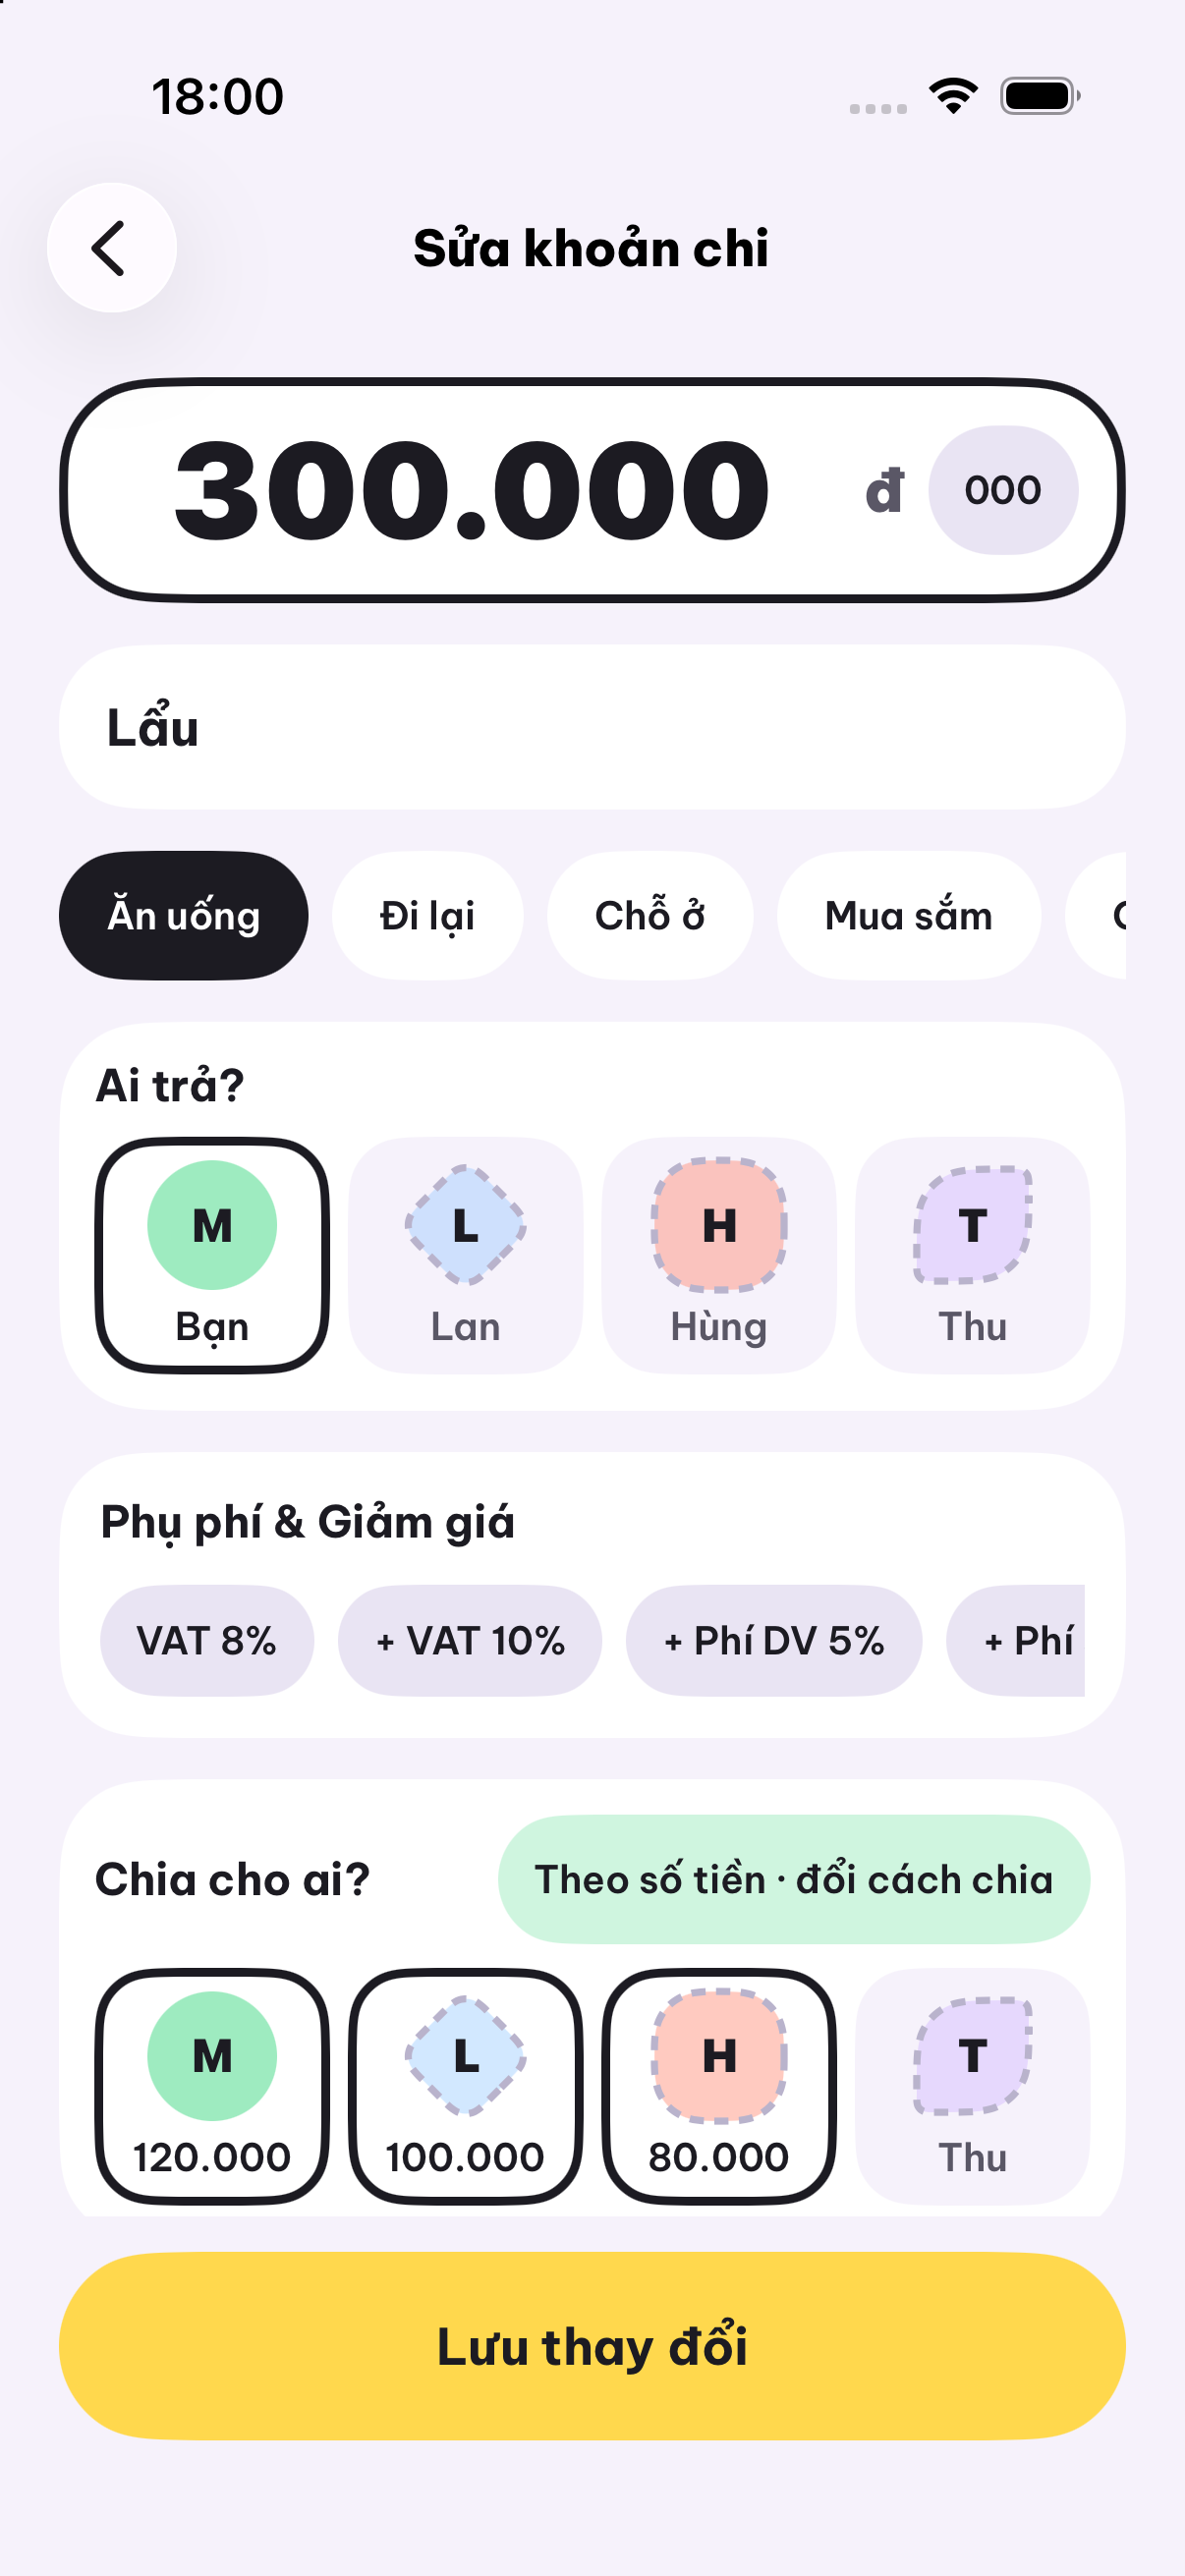 18:00
Sửa khoản chi
300.000 đ 000
Lẩu
Ăn uống Đi lại Chỗ ở Mua sắm
Ai trả?
M L H T
Bạn Lan Hùng Thu
Phụ phí & Giảm giá
VAT 8% + VAT 10% + Phí DV 5% + Phí
Chia cho ai? Theo số tiền · đổi cách chia
M L H T
120.000 100.000 80.000 Thu
Lưu thay đổi